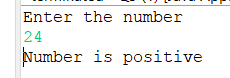 Enter the number
24
Number is positive